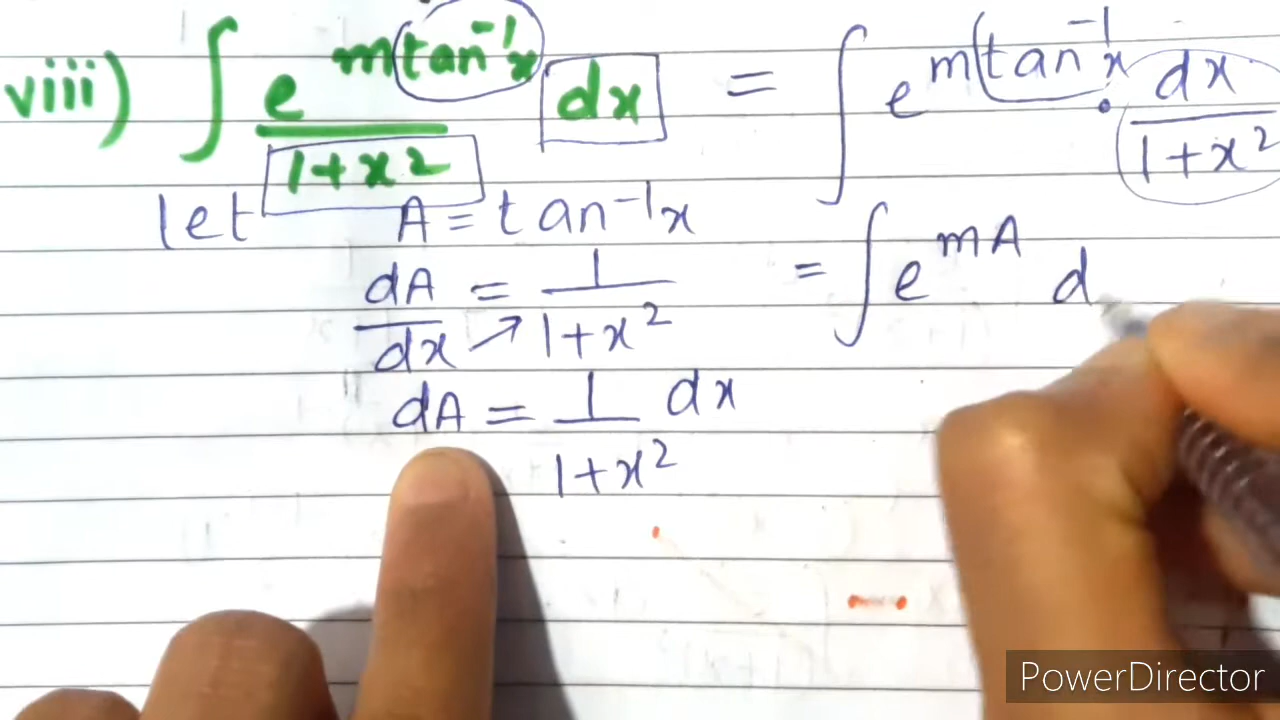 viii) ∫ e^(m tan⁻¹x) / (1+x²) dx = ∫ e^(m tan⁻¹x) · dx / (1+x²)
let A = tan⁻¹x
dA/dx = 1/(1+x²) = ∫ e^(mA) d
dA = 1/(1+x²) dx
PowerDirector